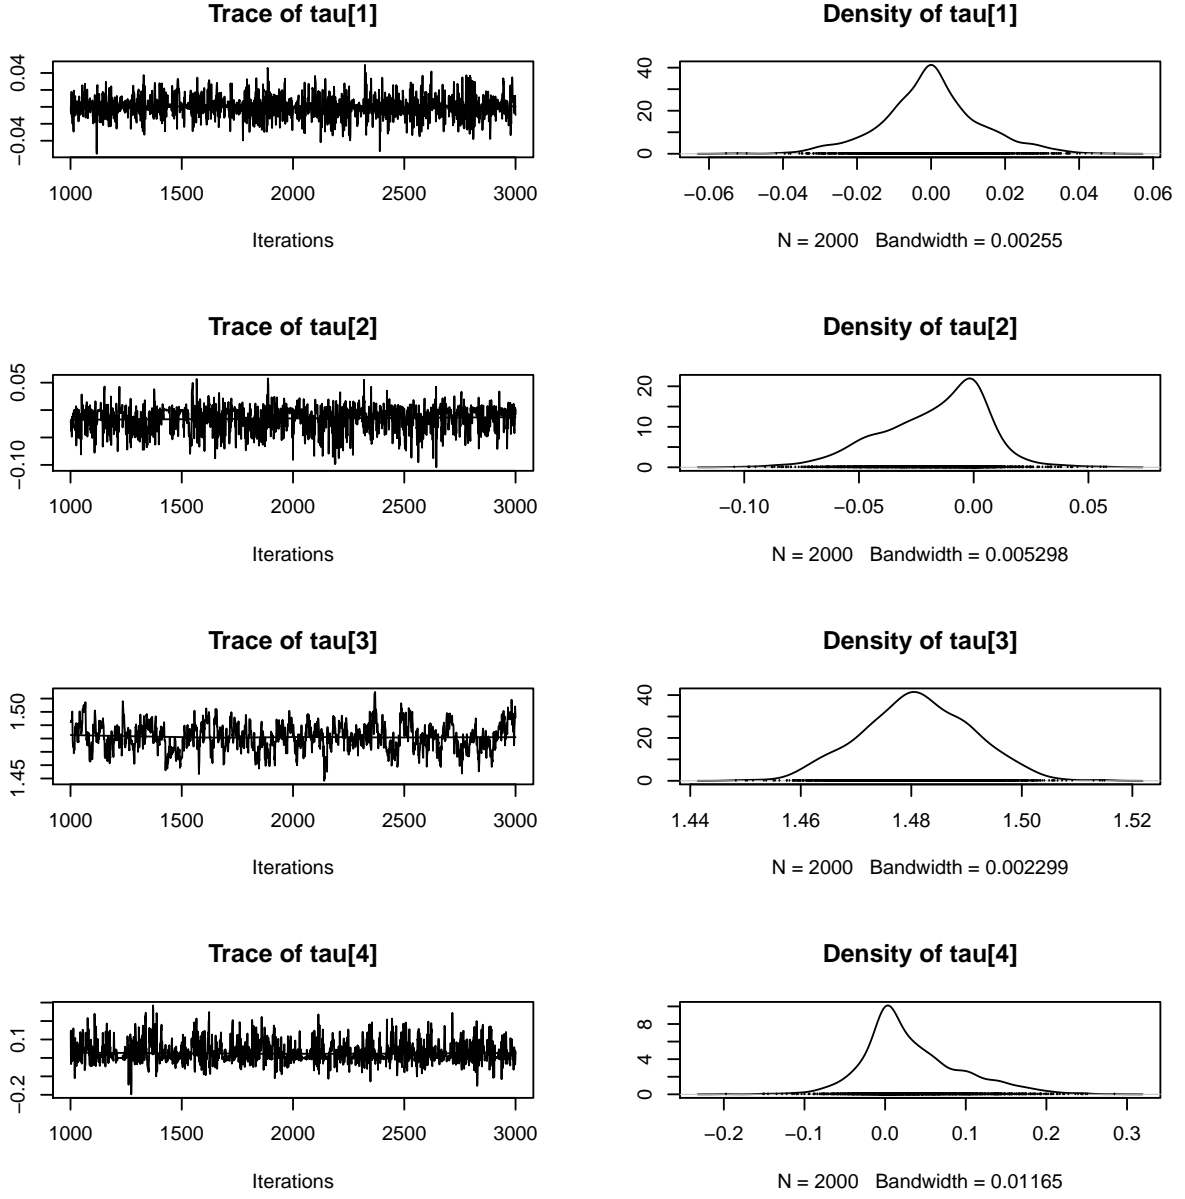 Trace of tau[1] Density of tau[1]
−0.04 0.04
1000 1500 2000 2500 3000
Iterations
0 20 40
−0.06 −0.04 −0.02 0.00 0.02 0.04 0.06
N = 2000 Bandwidth = 0.00255
Trace of tau[2] Density of tau[2]
−0.10 0.05
1000 1500 2000 2500 3000
Iterations
0 10 20
−0.10 −0.05 0.00 0.05
N = 2000 Bandwidth = 0.005298
Trace of tau[3] Density of tau[3]
1.45 1.50
1000 1500 2000 2500 3000
Iterations
0 20 40
1.44 1.46 1.48 1.50 1.52
N = 2000 Bandwidth = 0.002299
Trace of tau[4] Density of tau[4]
−0.2 0.1
1000 1500 2000 2500 3000
Iterations
0 4 8
−0.2 −0.1 0.0 0.1 0.2 0.3
N = 2000 Bandwidth = 0.01165